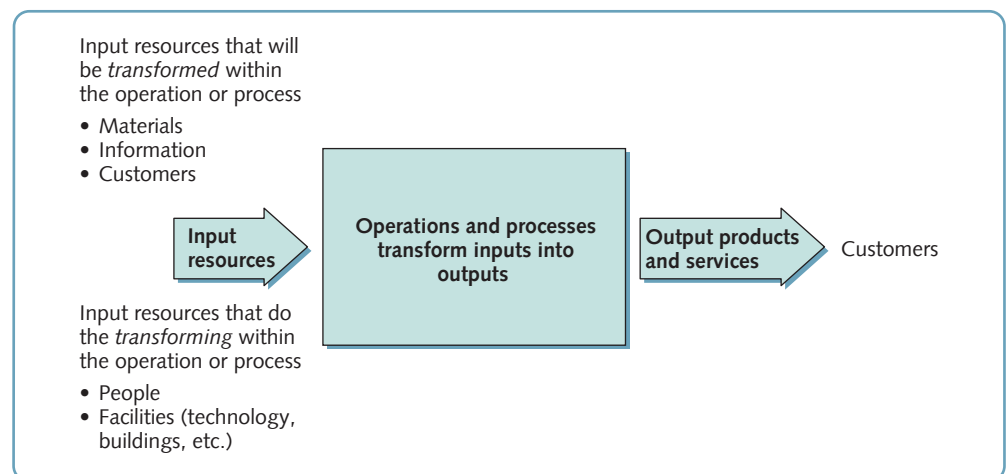 Input resources that will
be transformed within
the operation or process
• Materials
• Information
• Customers
Input
resources
Operations and processes
transform inputs into
outputs
Output products
and services
Customers
Input resources that do
the transforming within
the operation or process
• People
• Facilities (technology,
buildings, etc.)